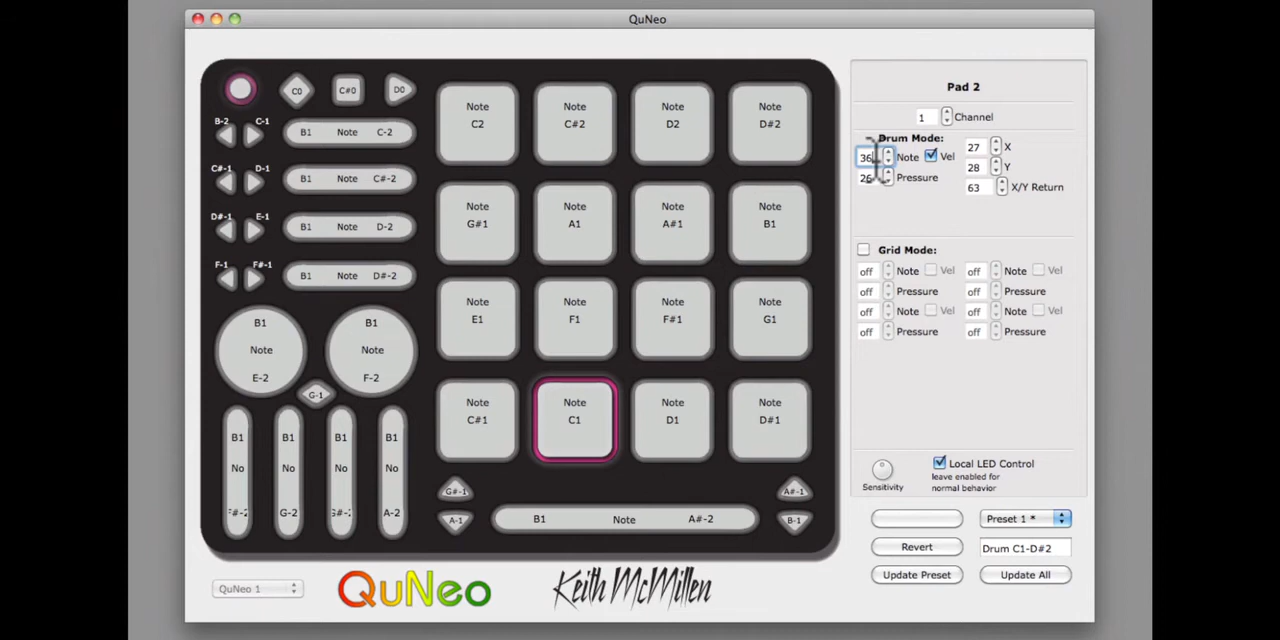 QuNeo
C0
C#0
D0
B-2
C-1
B1 Note C-2
C#-1
D-1
B1 Note C#-2
D#-1
E-1
B1 Note D-2
F-1
F#-1
B1 Note D#-2
B1
Note
E-2
B1
Note
F-2
G-1
B1
No
F#-2
B1
No
G-2
B1
No
G#-2
B1
No
A-2
Note
C2
Note
C#2
Note
D2
Note
D#2
Note
G#1
Note
A1
Note
A#1
Note
B1
Note
E1
Note
F1
Note
F#1
Note
G1
Note
C#1
Note
C1
Note
D1
Note
D#1
G#-1
A-1
B1 Note A#-2
A#-1
B-1
QuNeo 1
QuNeo
Keith McMillen
Pad 2
1 Channel
Drum Mode:
36 Note Vel
26 Pressure
27 X
28 Y
63 X/Y Return
Grid Mode:
off Note Vel off Note Vel
off Pressure off Pressure
off Note Vel off Note Vel
off Pressure off Pressure
Sensitivity
Local LED Control
leave enabled for
normal behavior
Preset 1 *
Revert
Drum C1-D#2
Update Preset
Update All